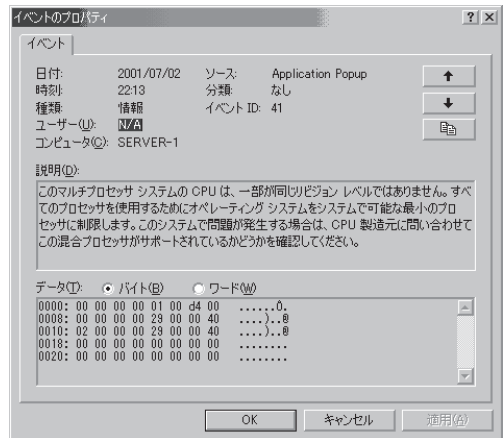 イベントのプロパティ
イベント
日付: 2001/07/02 ソース: Application Popup
時刻: 22:13 分類: なし
種類: 情報 イベント ID: 41
ユーザー(U): N/A
コンピュータ(C): SERVER-1
説明(D):
このマルチプロセッサ システムの CPU は、一部が同じリビジョン レベルではありません。すべ
てのプロセッサを使用するためにオペレーティング システムをシステムで可能な最小のプロ
セッサに制限します。このシステムで問題が発生する場合は、CPU 製造元に問い合わせて
この混合プロセッサがサポートされているかどうかを確認してください。
データ(T): バイト(B) ワード(W)
0000: 00 00 00 00 01 00 d4 00 ......Ô.
0008: 00 00 00 00 29 00 00 40 ....)..@
0010: 02 00 00 00 29 00 00 40 ....)..@
0018: 00 00 00 00 00 00 00 00 ........
0020: 00 00 00 00 00 00 00 00 ........
OK キャンセル 適用(A)